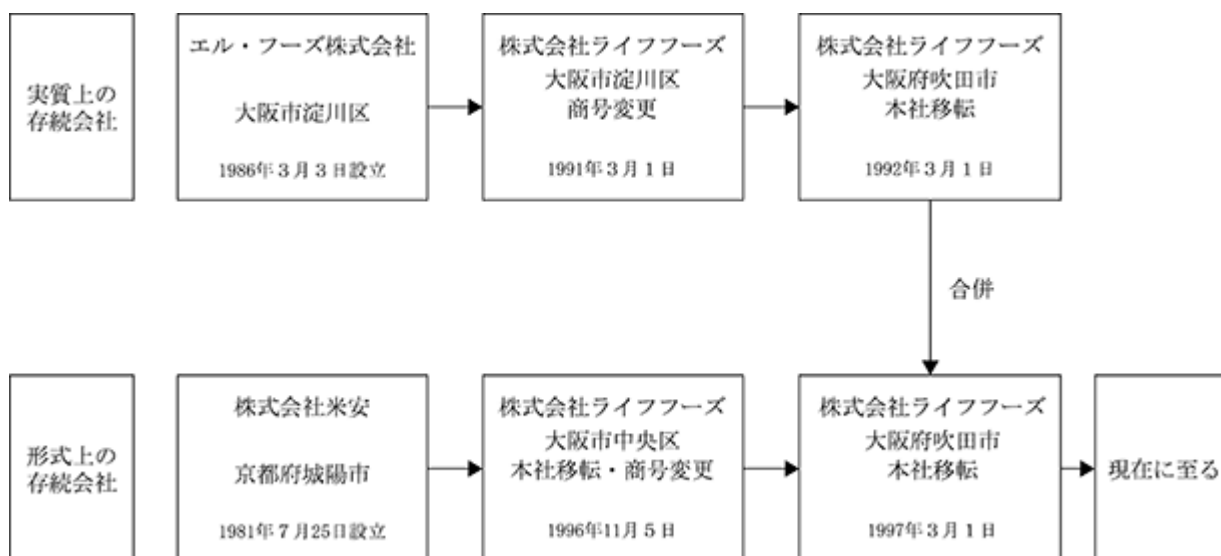 実質上の
存続会社
エル・フーズ株式会社
大阪市淀川区
1986年3月3日設立
株式会社ライフフーズ
大阪市淀川区
商号変更
1991年3月1日
株式会社ライフフーズ
大阪府吹田市
本社移転
1992年3月1日
合併
形式上の
存続会社
株式会社米安
京都府城陽市
1981年7月25日設立
株式会社ライフフーズ
大阪市中央区
本社移転・商号変更
1996年11月5日
株式会社ライフフーズ
大阪府吹田市
本社移転
1997年3月1日
現在に至る